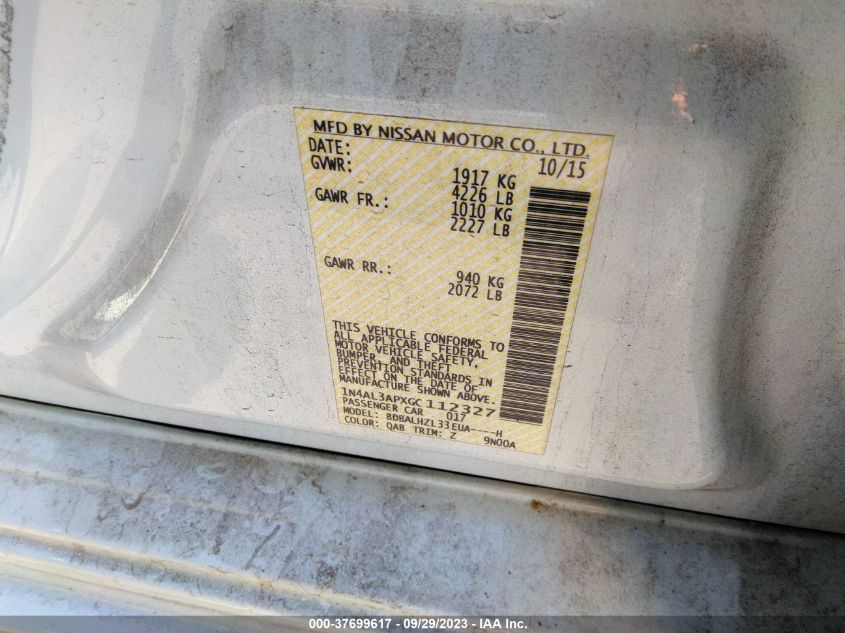 MFD BY NISSAN MOTOR CO., LTD.
DATE: 10/15
GVWR: 1917 KG
4226 LB
GAWR FR.: 1010 KG
2227 LB
GAWR RR.: 940 KG
2072 LB
THIS VEHICLE CONFORMS TO
ALL APPLICABLE FEDERAL
MOTOR VEHICLE SAFETY,
BUMPER, AND THEFT
PREVENTION STANDARDS IN
EFFECT ON THE DATE OF
MANUFACTURE SHOWN ABOVE.
1N4AL3APXGC112327
PASSENGER CAR 017
MODEL: BDBALHZL33EUA----H
COLOR: QAB TRIM: Z 9N00A
000-37699617 - 09/29/2023 - IAA Inc.